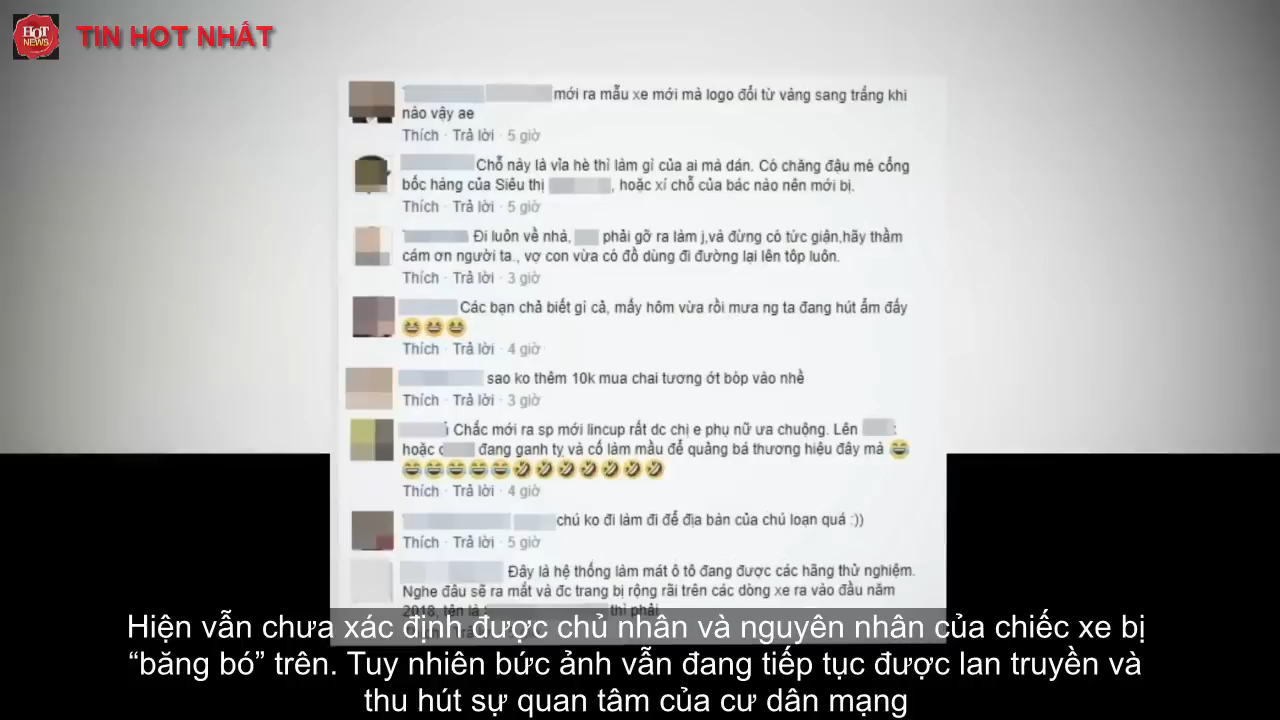 HOT
NEWS
TIN HOT NHẤT
mới ra mẫu xe mới mà logo đổi từ vàng sang trắng khi
nào vậy ae
Thích · Trả lời · 5 giờ
Chỗ này là vỉa hè thì làm gì của ai mà dán. Có chăng đậu mé cổng
bốc hàng của Siêu thị , hoặc xí chỗ của bác nào nên mới bị.
Thích · Trả lời · 5 giờ
Đi luôn về nhà, phải gỡ ra làm j,và đừng có tức giận,hãy thầm
cám ơn người ta., vợ con vừa có đồ dùng đi đường lại lên tôp luôn.
Thích · Trả lời · 3 giờ
Các bạn chả biết gì cả, mấy hôm vừa rồi mưa ng ta đang hút ẩm đấy
😆😆😆
Thích · Trả lời · 4 giờ
sao ko thêm 10k mua chai tương ớt bóp vào nhề
Thích · Trả lời · 3 giờ
Chắc mới ra sp mới lincup rất dc chị e phụ nữ ưa chuộng. Lên
hoặc đang ganh tỵ và cố làm mầu để quảng bá thương hiệu đây mà 😂
😂😂😂😂😂🤣🤣🤣🤣🤣🤣🤣
Thích · Trả lời · 4 giờ
chú ko đi làm đi để địa bàn của chú loạn quá :))
Thích · Trả lời · 5 giờ
Đây là hệ thống làm mát ô tô đang được các hãng thử nghiệm.
Nghe đâu sẽ ra mắt và đc trang bị rộng rãi trên các dòng xe ra vào đầu năm
2018, tên là thì phải
Hiện vẫn chưa xác định được chủ nhân và nguyên nhân của chiếc xe bị
“băng bó” trên. Tuy nhiên bức ảnh vẫn đang tiếp tục được lan truyền và
thu hút sự quan tâm của cư dân mạng